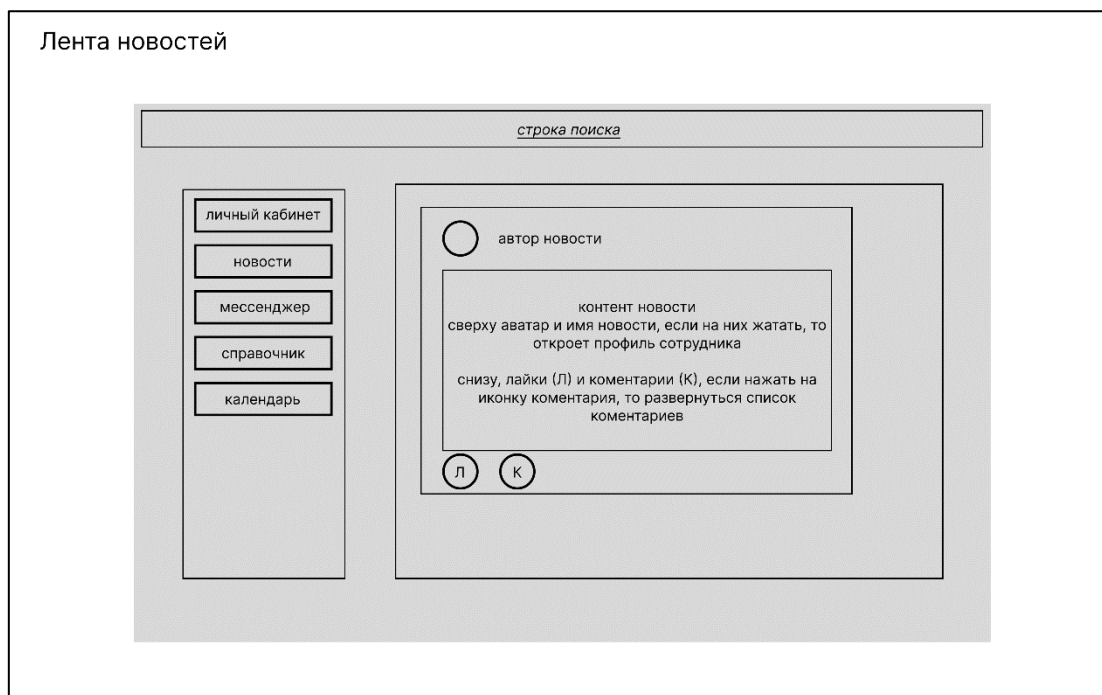 Лента новостей
строка поиска
личный кабинет
новости
мессенджер
справочник
календарь
автор новости
контент новости
сверху аватар и имя новости, если на них жатать, то
откроет профиль сотрудника
снизу, лайки (Л) и коментарии (К), если нажать на
иконку коментария, то развернуться список
коментариев
Л
К